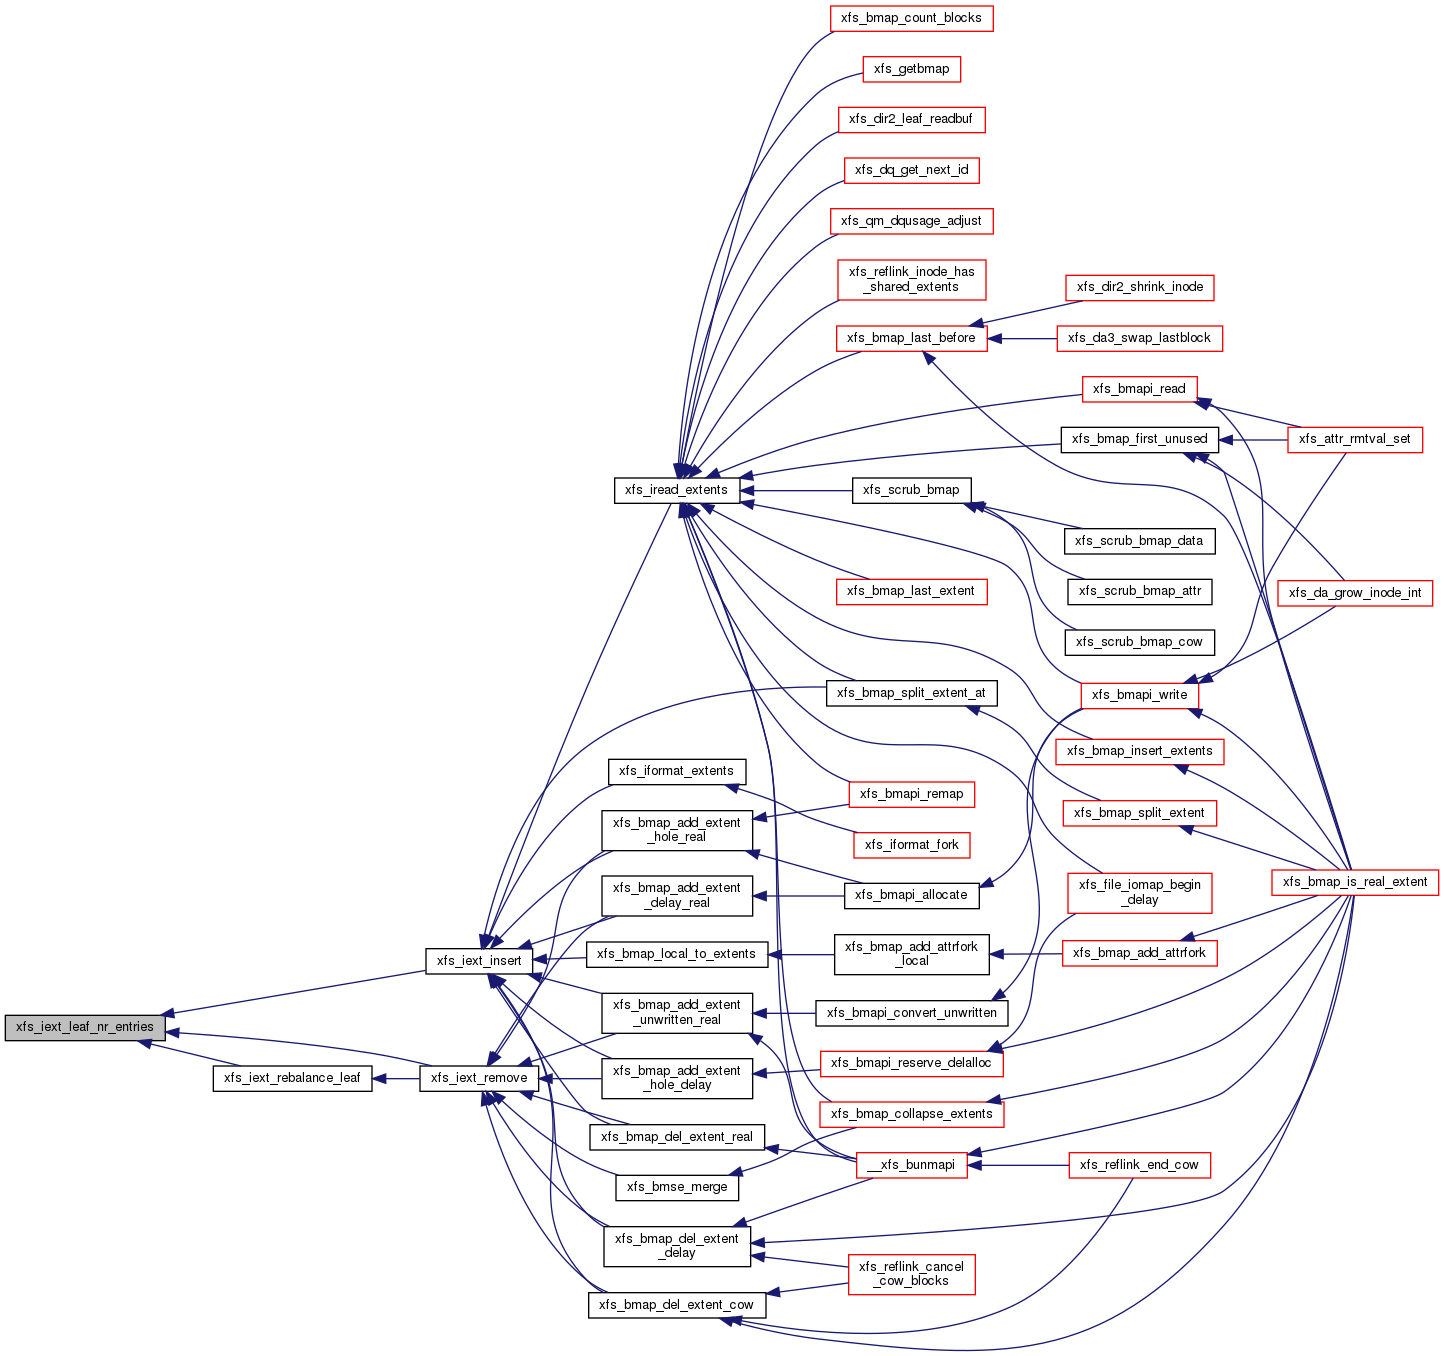 xfs_bmap_count_blocks
xfs_getbmap
xfs_dir2_leaf_readbuf
xfs_dq_get_next_id
xfs_qm_dqusage_adjust
xfs_reflink_inode_has
_shared_extents
xfs_dir2_shrink_inode
xfs_bmap_last_before
xfs_da3_swap_lastblock
xfs_bmapi_read
xfs_bmap_first_unused
xfs_attr_rmtval_set
xfs_iread_extents
xfs_scrub_bmap
xfs_scrub_bmap_data
xfs_bmap_last_extent
xfs_scrub_bmap_attr
xfs_da_grow_inode_int
xfs_scrub_bmap_cow
xfs_bmap_split_extent_at
xfs_bmapi_write
xfs_bmap_insert_extents
xfs_iformat_extents
xfs_bmapi_remap
xfs_bmap_split_extent
xfs_bmap_add_extent
_hole_real
xfs_iformat_fork
xfs_bmap_is_real_extent
xfs_bmap_add_extent
_delay_real
xfs_bmapi_allocate
xfs_file_iomap_begin
_delay
xfs_iext_insert
xfs_bmap_local_to_extents
xfs_bmap_add_attrfork
_local
xfs_bmap_add_attrfork
xfs_iext_leaf_nr_entries
xfs_bmap_add_extent
_unwritten_real
xfs_bmapi_convert_unwritten
xfs_iext_rebalance_leaf
xfs_iext_remove
xfs_bmap_add_extent
_hole_delay
xfs_bmapi_reserve_delalloc
xfs_bmap_collapse_extents
xfs_bmap_del_extent_real
__xfs_bunmapi
xfs_reflink_end_cow
xfs_bmse_merge
xfs_bmap_del_extent
_delay
xfs_reflink_cancel
_cow_blocks
xfs_bmap_del_extent_cow